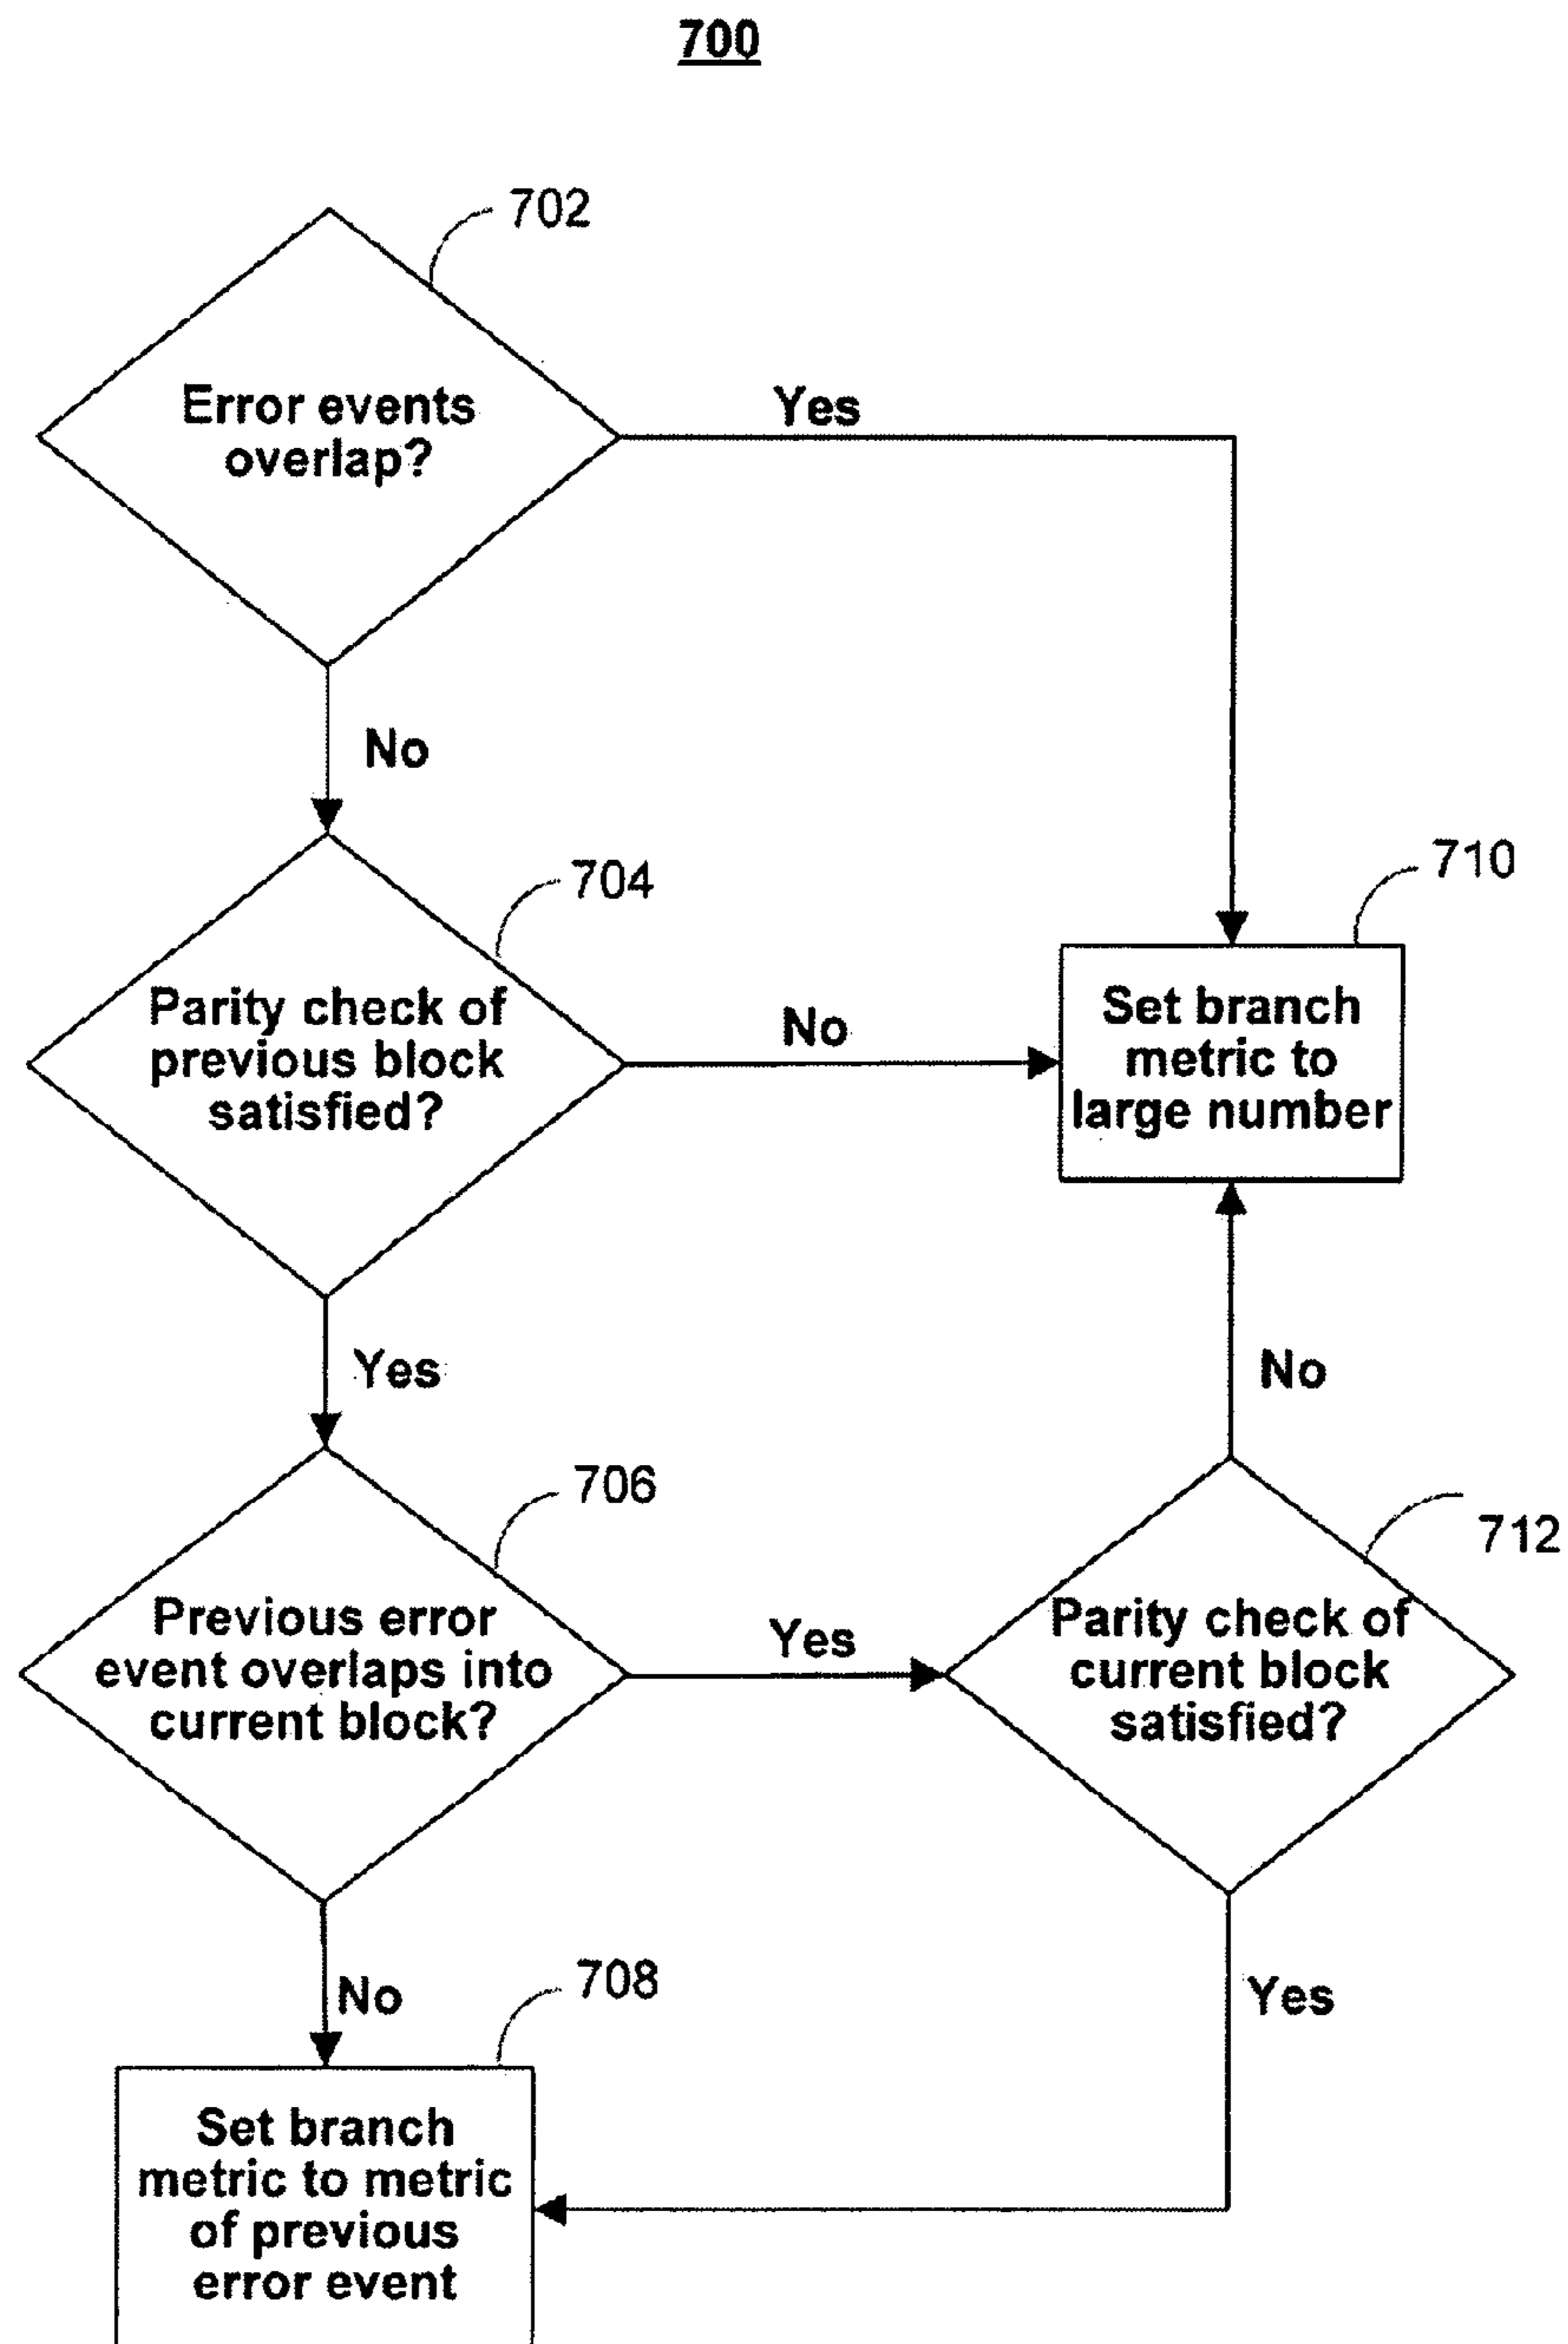 700
702
Error events
overlap?
Yes
No
704
710
Parity check of
previous block
satisfied?
No
Set branch
metric to
large number
Yes
No
706
712
Previous error
event overlaps into
current block?
Yes
Parity check of
current block
satisfied?
No
708
Yes
Set branch
metric to metric
of previous
error event